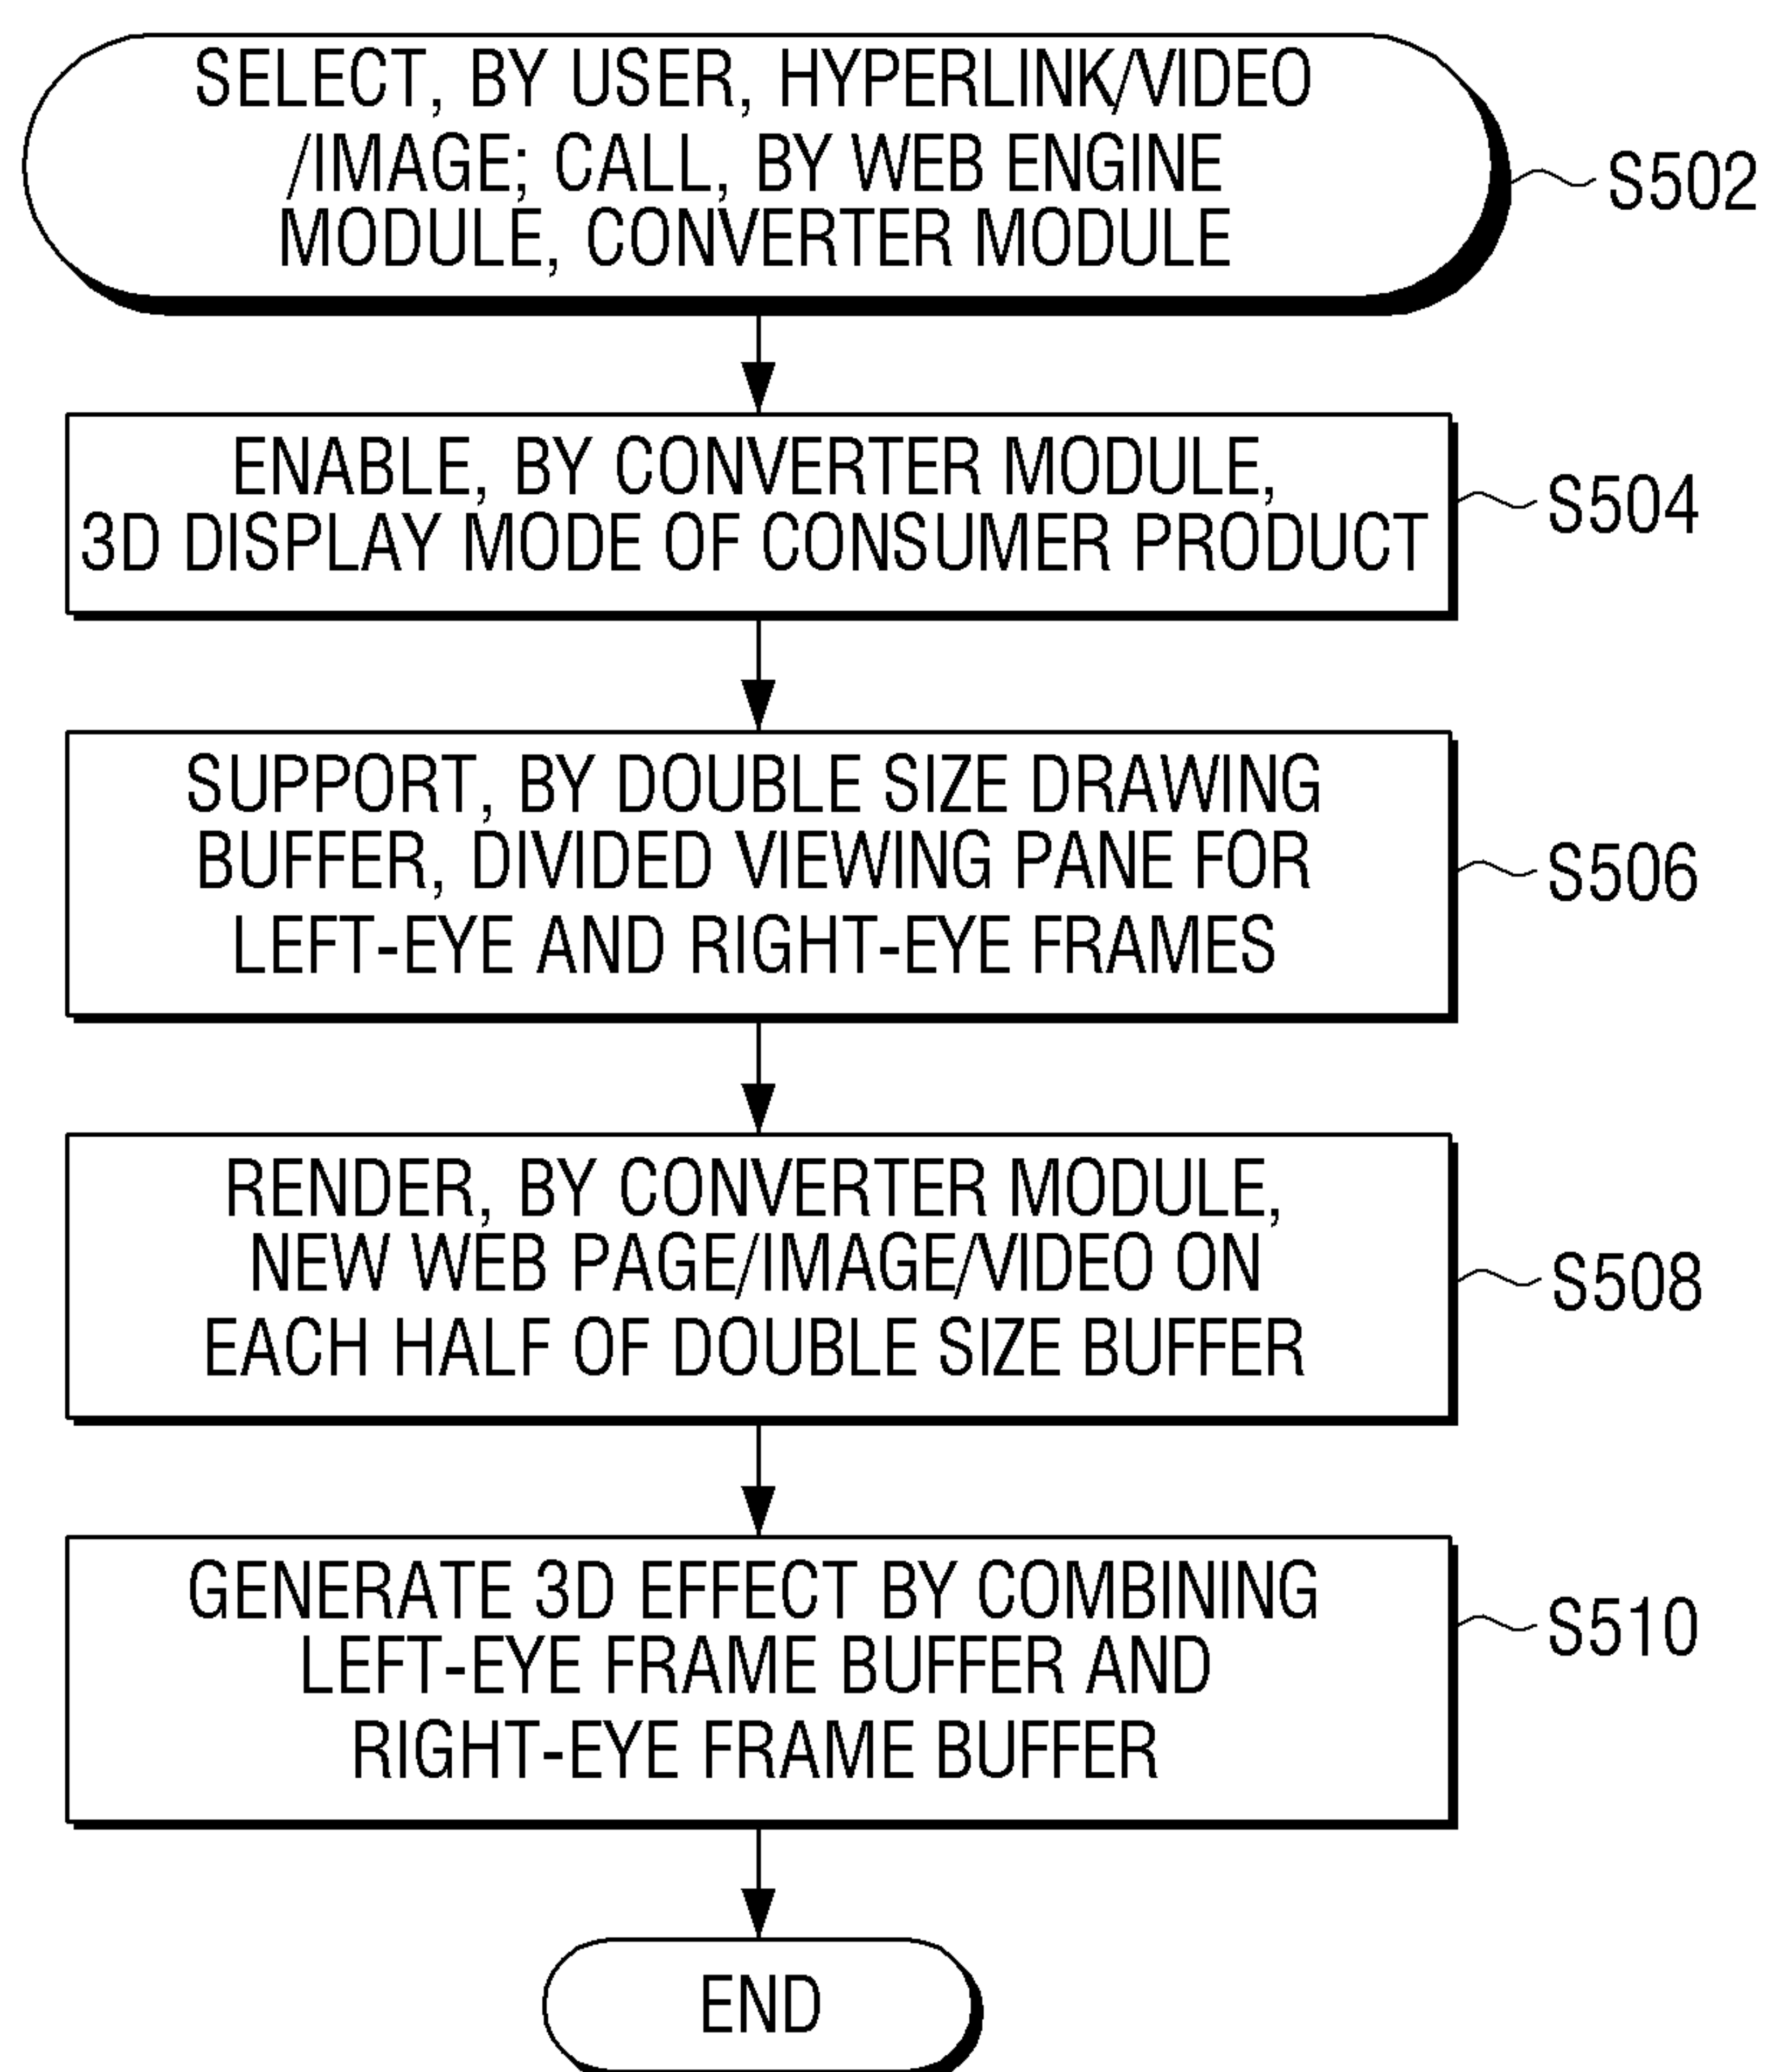 SELECT, BY USER, HYPERLINK/VIDEO
/IMAGE; CALL, BY WEB ENGINE
MODULE, CONVERTER MODULE
S502
ENABLE, BY CONVERTER MODULE,
3D DISPLAY MODE OF CONSUMER PRODUCT
S504
SUPPORT, BY DOUBLE SIZE DRAWING
BUFFER, DIVIDED VIEWING PANE FOR
LEFT-EYE AND RIGHT-EYE FRAMES
S506
RENDER, BY CONVERTER MODULE,
NEW WEB PAGE/IMAGE/VIDEO ON
EACH HALF OF DOUBLE SIZE BUFFER
S508
GENERATE 3D EFFECT BY COMBINING
LEFT-EYE FRAME BUFFER AND
RIGHT-EYE FRAME BUFFER
S510
END